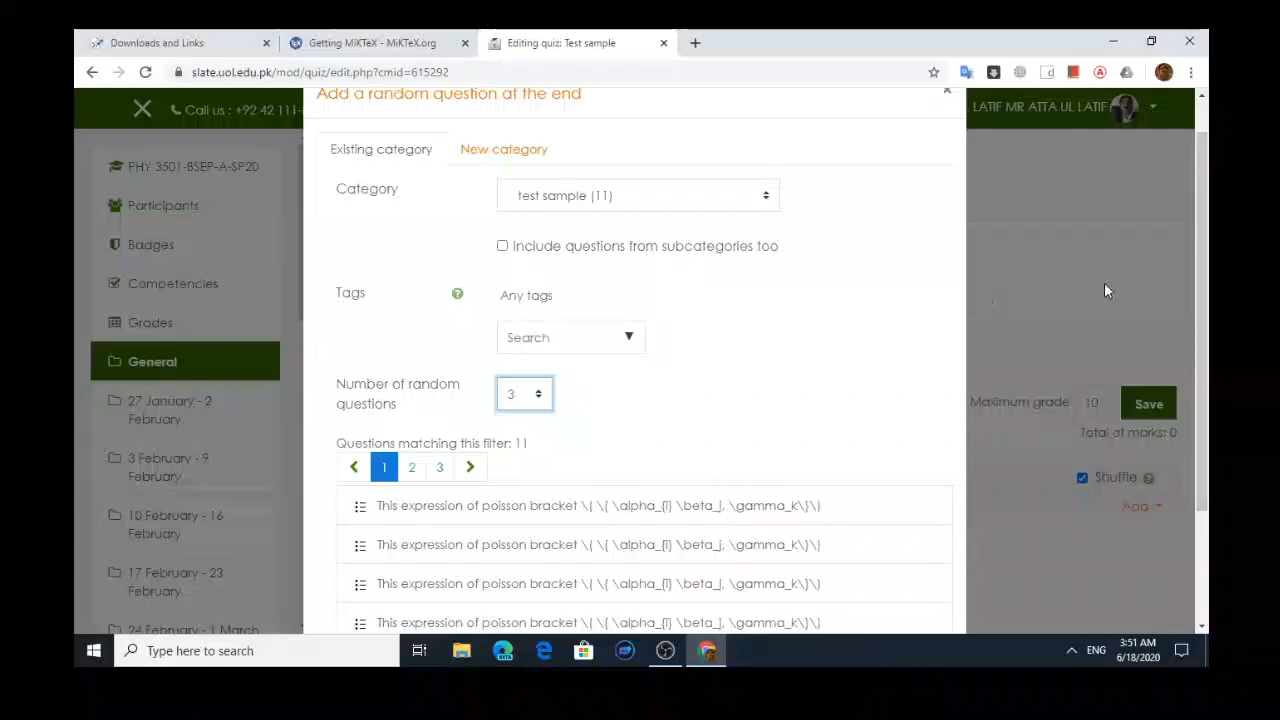 Downloads and Links
Getting MiKTeX - MiKTeX.org
Editing quiz: Test sample
slate.uol.edu.pk/mod/quiz/edit.php?cmid=615292
Add a random question at the end
Call us : +92 42 111-
LATIF MR ATTA UL LATIF
Existing category
New category
PHY 3501-BSEP-A-SP20
Participants
Badges
Competencies
Grades
General
27 January - 2
February
3 February - 9
February
10 February - 16
February
17 February - 23
February
24 February - 1 March
Category
test sample (11)
Include questions from subcategories too
Tags
Any tags
Search
Number of random
questions
3
Questions matching this filter: 11
1 2 3
This expression of poisson bracket \( \{ \alpha_{i} \beta_j, \gamma_k\}\)
This expression of poisson bracket \( \{ \alpha_{i} \beta_j, \gamma_k\}\)
This expression of poisson bracket \( \{ \alpha_{i} \beta_j, \gamma_k\}\)
This expression of poisson bracket \( \{ \alpha_{i} \beta_j, \gamma_k\}\)
Maximum grade 10 Save
Total of marks: 0
Shuffle
Add
Type here to search
ENG
3:51 AM
6/18/2020